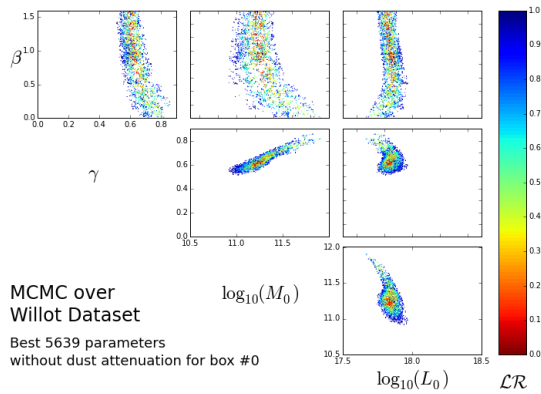 β
1.5
1.0
0.5
0.0
0.0 0.2 0.4 0.6 0.8
γ
0.8
0.6
0.4
0.2
0.0
10.5 11.0 11.5
log₁₀(M₀)
12.0
11.5
11.0
10.5
17.5 18.0 18.5
log₁₀(L₀)
1.0
0.9
0.8
0.7
0.6
0.5
0.4
0.3
0.2
0.1
0.0
ℒℛ
MCMC over
Willot Dataset
Best 5639 parameters
without dust attenuation for box #0